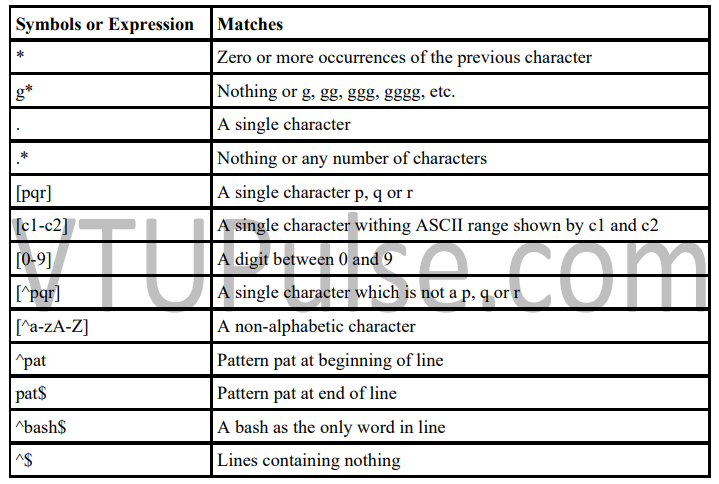 Symbols or Expression Matches
* Zero or more occurrences of the previous character
g* Nothing or g, gg, ggg, gggg, etc.
. A single character
.* Nothing or any number of characters
[pqr] A single character p, q or r
[c1-c2] A single character withing ASCII range shown by c1 and c2
[0-9] A digit between 0 and 9
VTUPulse.com
[^pqr] A single character which is not a p, q or r
[^a-zA-Z] A non-alphabetic character
^pat Pattern pat at beginning of line
pat$ Pattern pat at end of line
^bash$ A bash as the only word in line
^$ Lines containing nothing